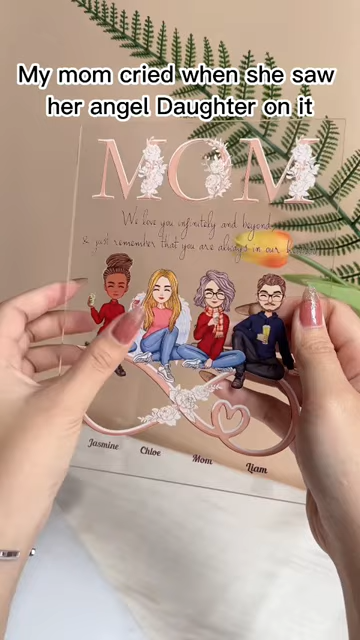 My mom cried when she saw
her angel Daughter on it
MOM
We love you infinitely and beyond
& just remember that you are always in our
Jasmine Chloe Mom Liam